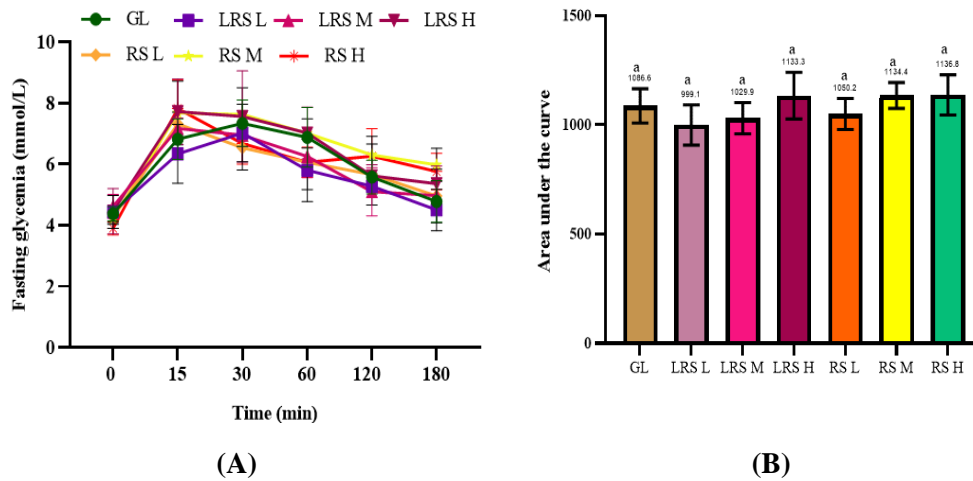 GL LRS L LRS M LRS H
RS L RS M RS H
10
8
6
4
2
0
Fasting glycemia (mmol/L)
0 15 30 60 120 180
Time (min)
(A)
1500
1000
500
0
Area under the curve
a a a a a a a
1086.6 999.1 1029.9 1133.3 1050.2 1134.4 1136.8
GL LRS L LRS M LRS H RS L RS M RS H
(B)